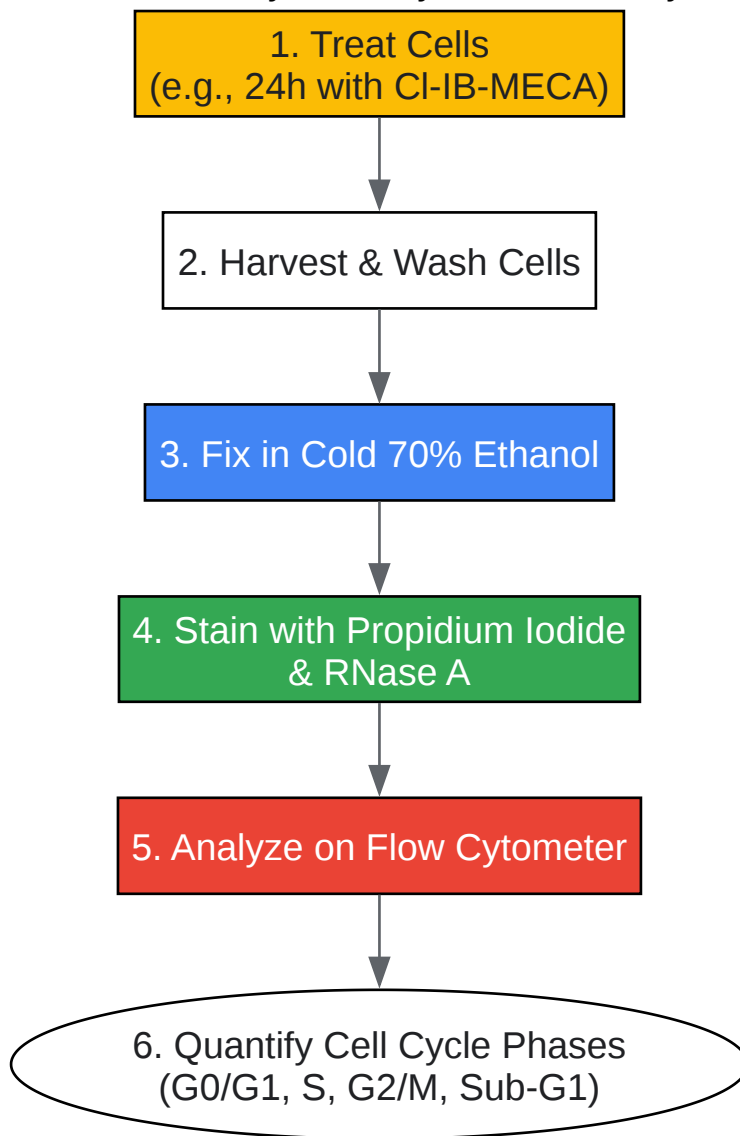 1. Treat Cells
(e.g., 24h with Cl-IB-MECA)
2. Harvest & Wash Cells
3. Fix in Cold 70% Ethanol
4. Stain with Propidium Iodide
& RNase A
5. Analyze on Flow Cytometer
6. Quantify Cell Cycle Phases
(G0/G1, S, G2/M, Sub-G1)